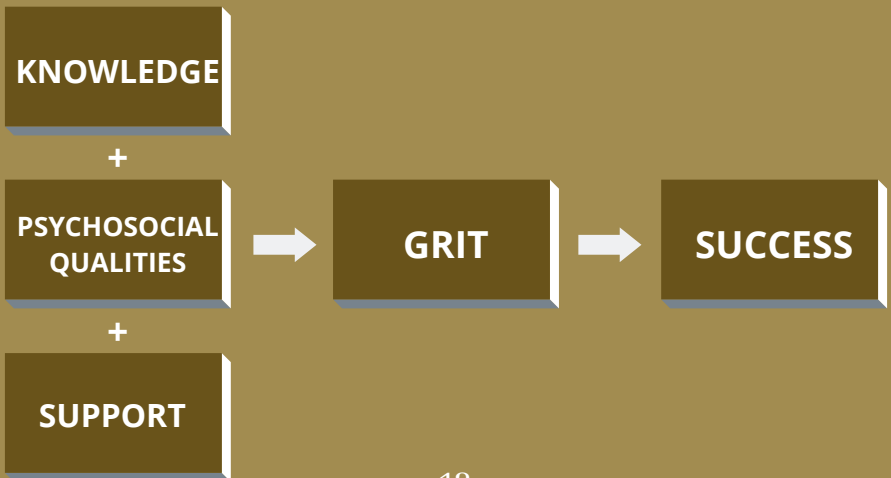 KNOWLEDGE
+
PSYCHOSOCIAL
QUALITIES
GRIT
SUCCESS
+
SUPPORT